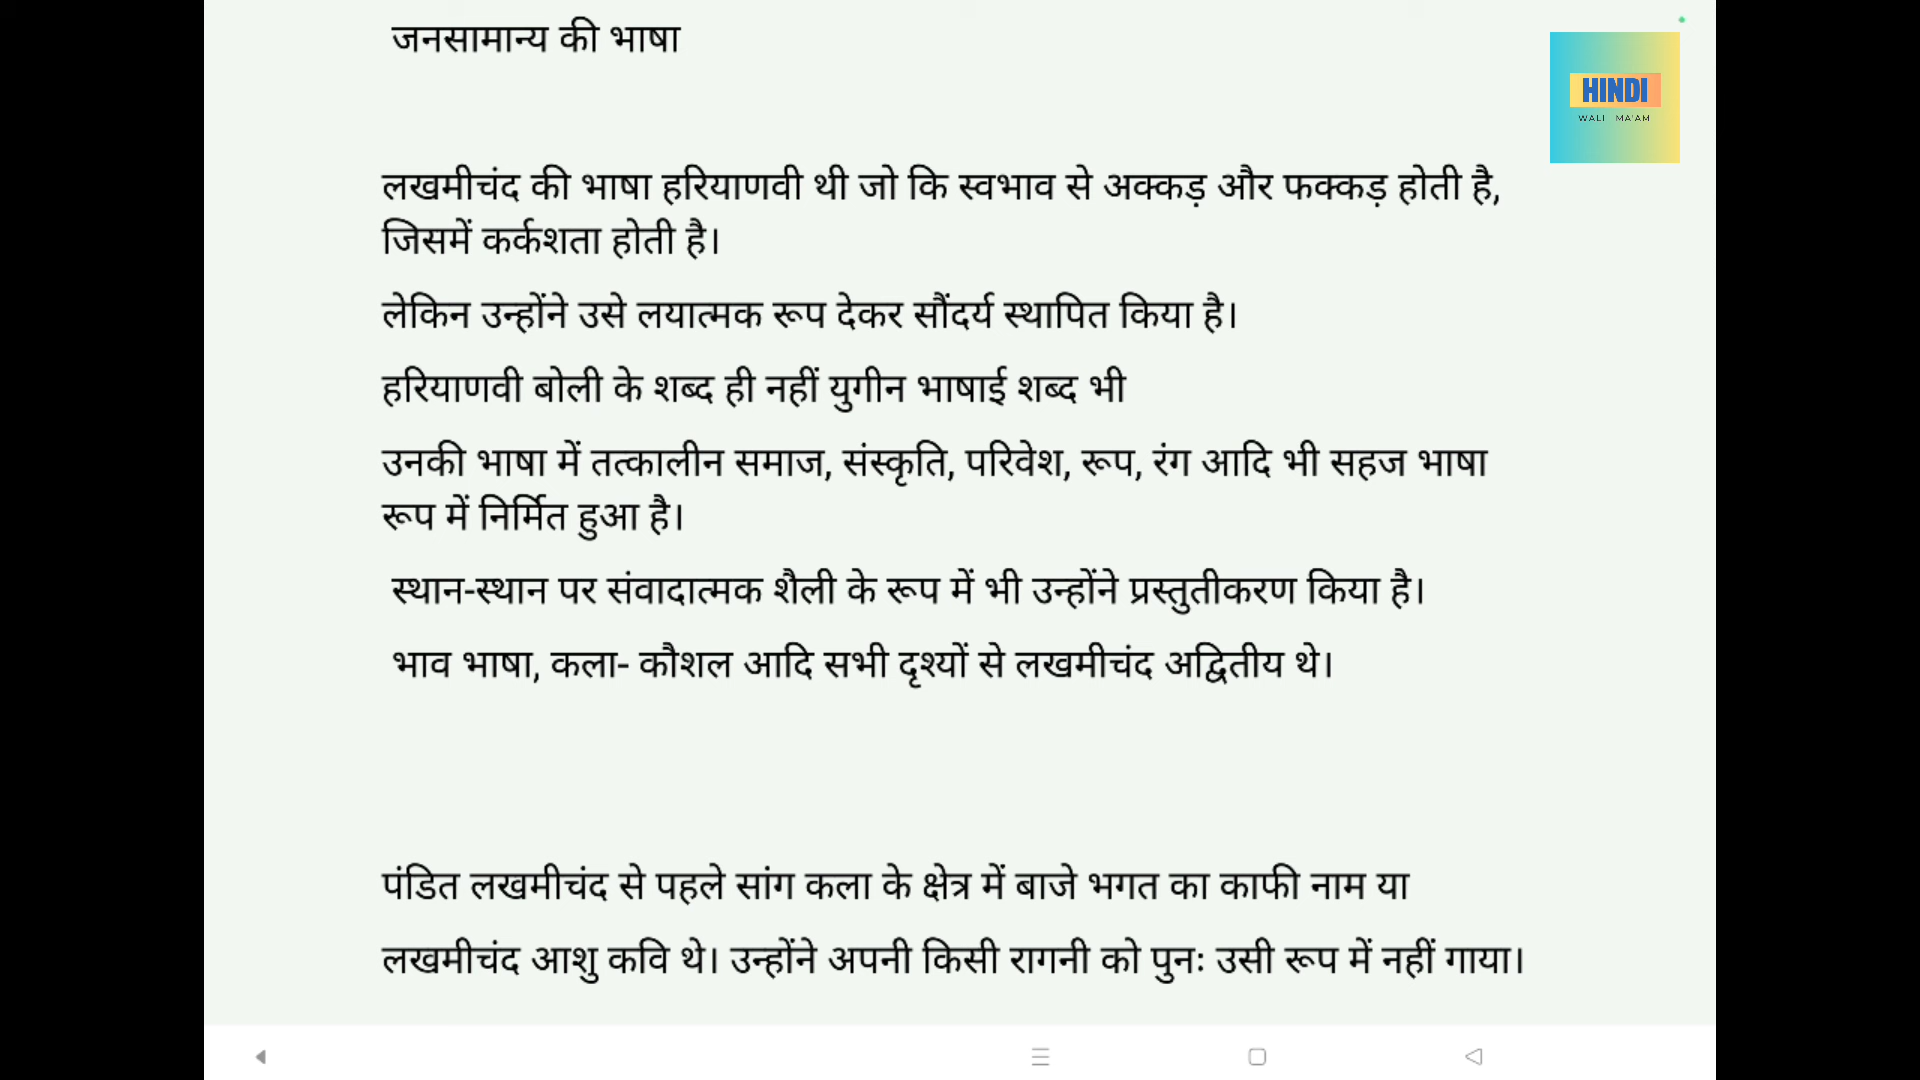 जनसामान्य की भाषा
HINDI
WALI MA'AM
लखमीचंद की भाषा हरियाणवी थी जो कि स्वभाव से अक्कड़ और फक्कड़ होती है,
जिसमें कर्कशता होती है।
लेकिन उन्होंने उसे लयात्मक रूप देकर सौंदर्य स्थापित किया है।
हरियाणवी बोली के शब्द ही नहीं युगीन भाषाई शब्द भी
उनकी भाषा में तत्कालीन समाज, संस्कृति, परिवेश, रूप, रंग आदि भी सहज भाषा
रूप में निर्मित हुआ है।
स्थान-स्थान पर संवादात्मक शैली के रूप में भी उन्होंने प्रस्तुतीकरण किया है।
भाव भाषा, कला- कौशल आदि सभी दृश्यों से लखमीचंद अद्वितीय थे।
पंडित लखमीचंद से पहले सांग कला के क्षेत्र में बाजे भगत का काफी नाम या
लखमीचंद आशु कवि थे। उन्होंने अपनी किसी रागनी को पुनः उसी रूप में नहीं गाया।